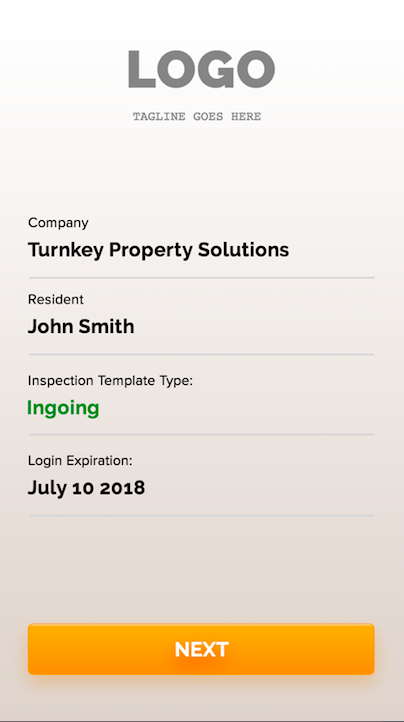 LOGO
TAGLINE GOES HERE
Company
Turnkey Property Solutions
Resident
John Smith
Inspection Template Type:
Ingoing
Login Expiration:
July 10 2018
NEXT